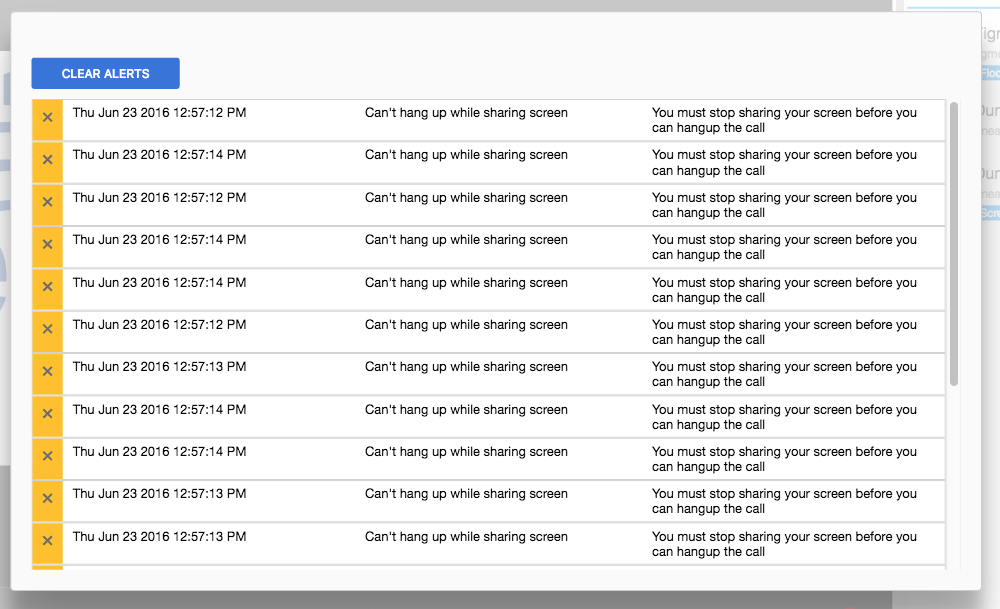 CLEAR ALERTS
Thu Jun 23 2016 12:57:12 PM Can't hang up while sharing screen You must stop sharing your screen before you
can hangup the call
Thu Jun 23 2016 12:57:14 PM Can't hang up while sharing screen You must stop sharing your screen before you
can hangup the call
Thu Jun 23 2016 12:57:12 PM Can't hang up while sharing screen You must stop sharing your screen before you
can hangup the call
Thu Jun 23 2016 12:57:14 PM Can't hang up while sharing screen You must stop sharing your screen before you
can hangup the call
Thu Jun 23 2016 12:57:14 PM Can't hang up while sharing screen You must stop sharing your screen before you
can hangup the call
Thu Jun 23 2016 12:57:12 PM Can't hang up while sharing screen You must stop sharing your screen before you
can hangup the call
Thu Jun 23 2016 12:57:13 PM Can't hang up while sharing screen You must stop sharing your screen before you
can hangup the call
Thu Jun 23 2016 12:57:14 PM Can't hang up while sharing screen You must stop sharing your screen before you
can hangup the call
Thu Jun 23 2016 12:57:14 PM Can't hang up while sharing screen You must stop sharing your screen before you
can hangup the call
Thu Jun 23 2016 12:57:13 PM Can't hang up while sharing screen You must stop sharing your screen before you
can hangup the call
Thu Jun 23 2016 12:57:13 PM Can't hang up while sharing screen You must stop sharing your screen before you
can hangup the call